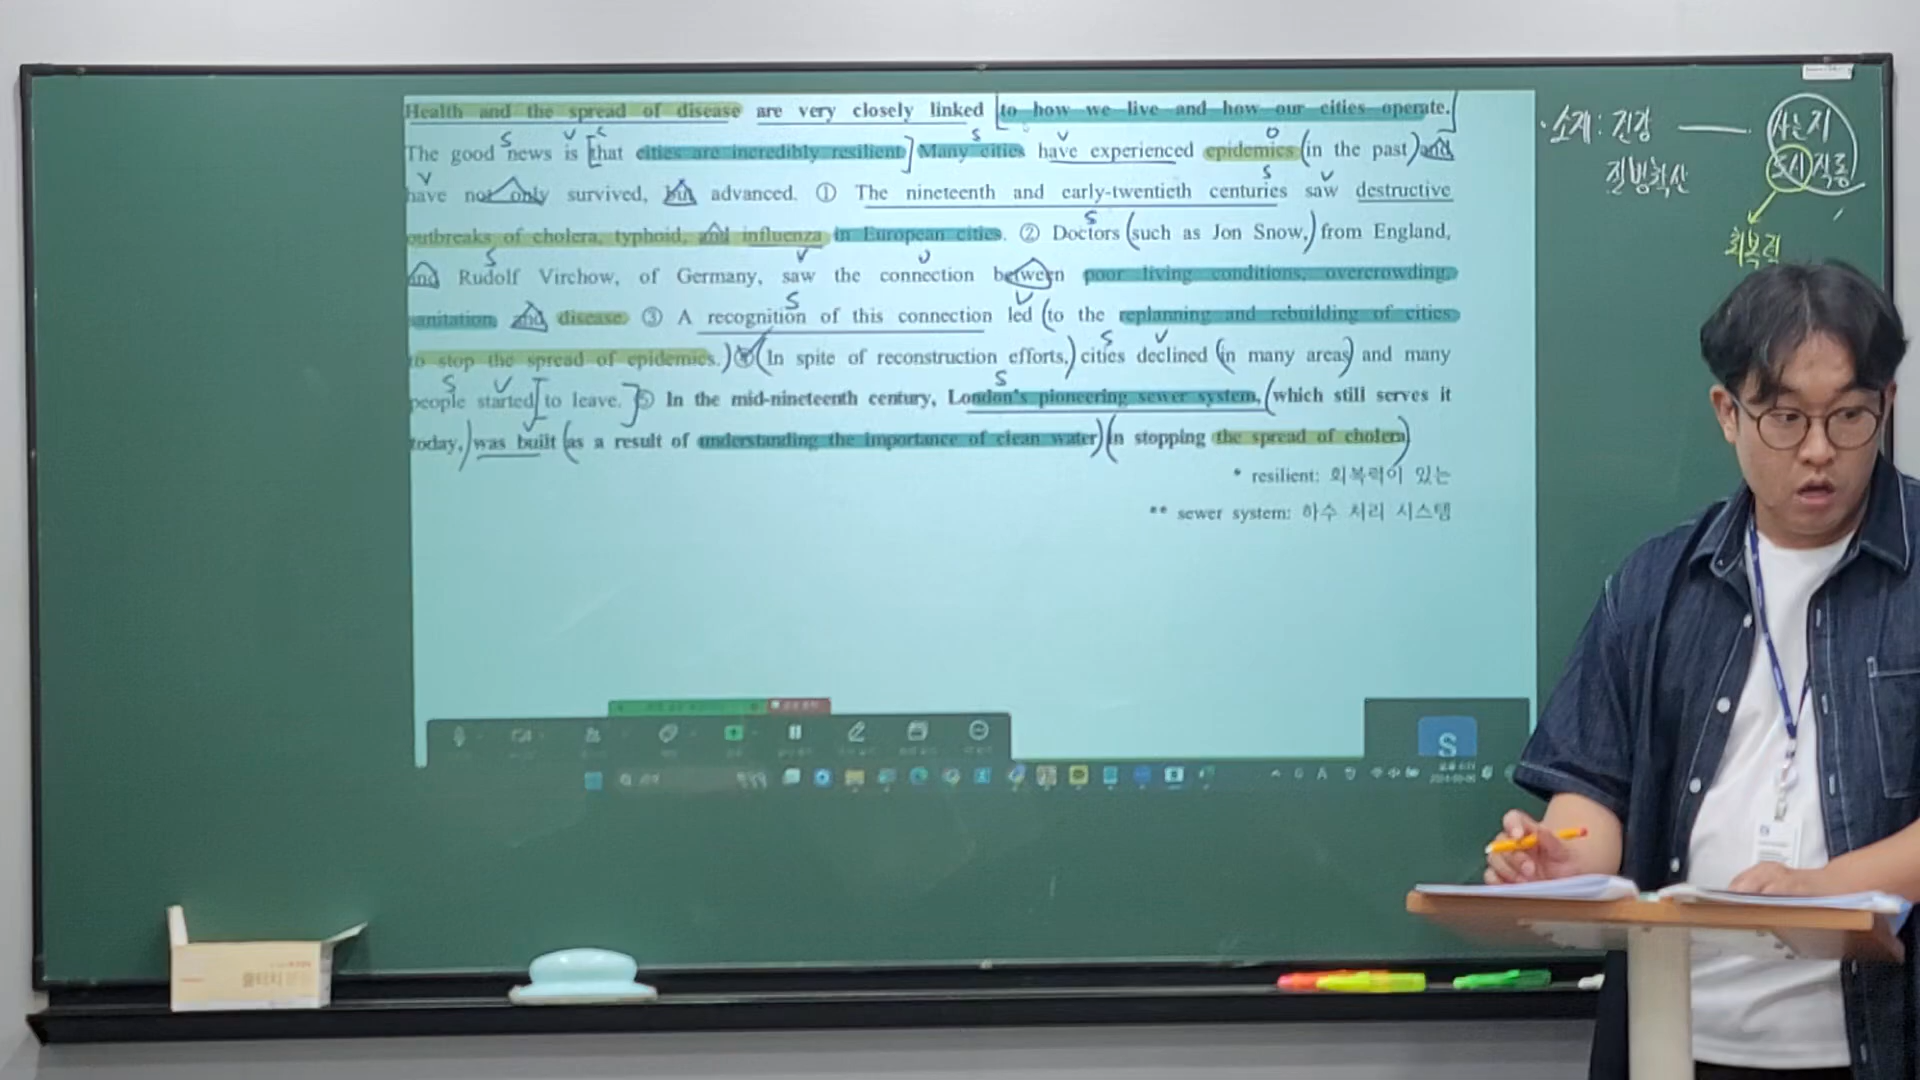 Health and the spread of disease are very closely linked to how we live and how our cities operate.
The good news is that cities are incredibly resilient Many cities have experienced epidemics in the past and
have not only survived, but advanced. ① The nineteenth and early-twentieth centuries saw destructive
outbreaks of cholera, typhoid, and influenza in European cities. ② Doctors such as Jon Snow, from England,
and Rudolf Virchow, of Germany, saw the connection between poor living conditions, overcrowding,
sanitation, and disease. ③ A recognition of this connection led to the replanning and rebuilding of cities
to stop the spread of epidemics. ④ In spite of reconstruction efforts, cities declined in many areas and many
people started to leave. ⑤ In the mid-nineteenth century, London's pioneering sewer system, which still serves it
today, was built as a result of understanding the importance of clean water in stopping the spread of cholera
* resilient: 회복력이 있는
** sewer system: 하수 처리 시스템
· 소재: 건강 — 사는지
질병확산 도시 작동
회복력
S